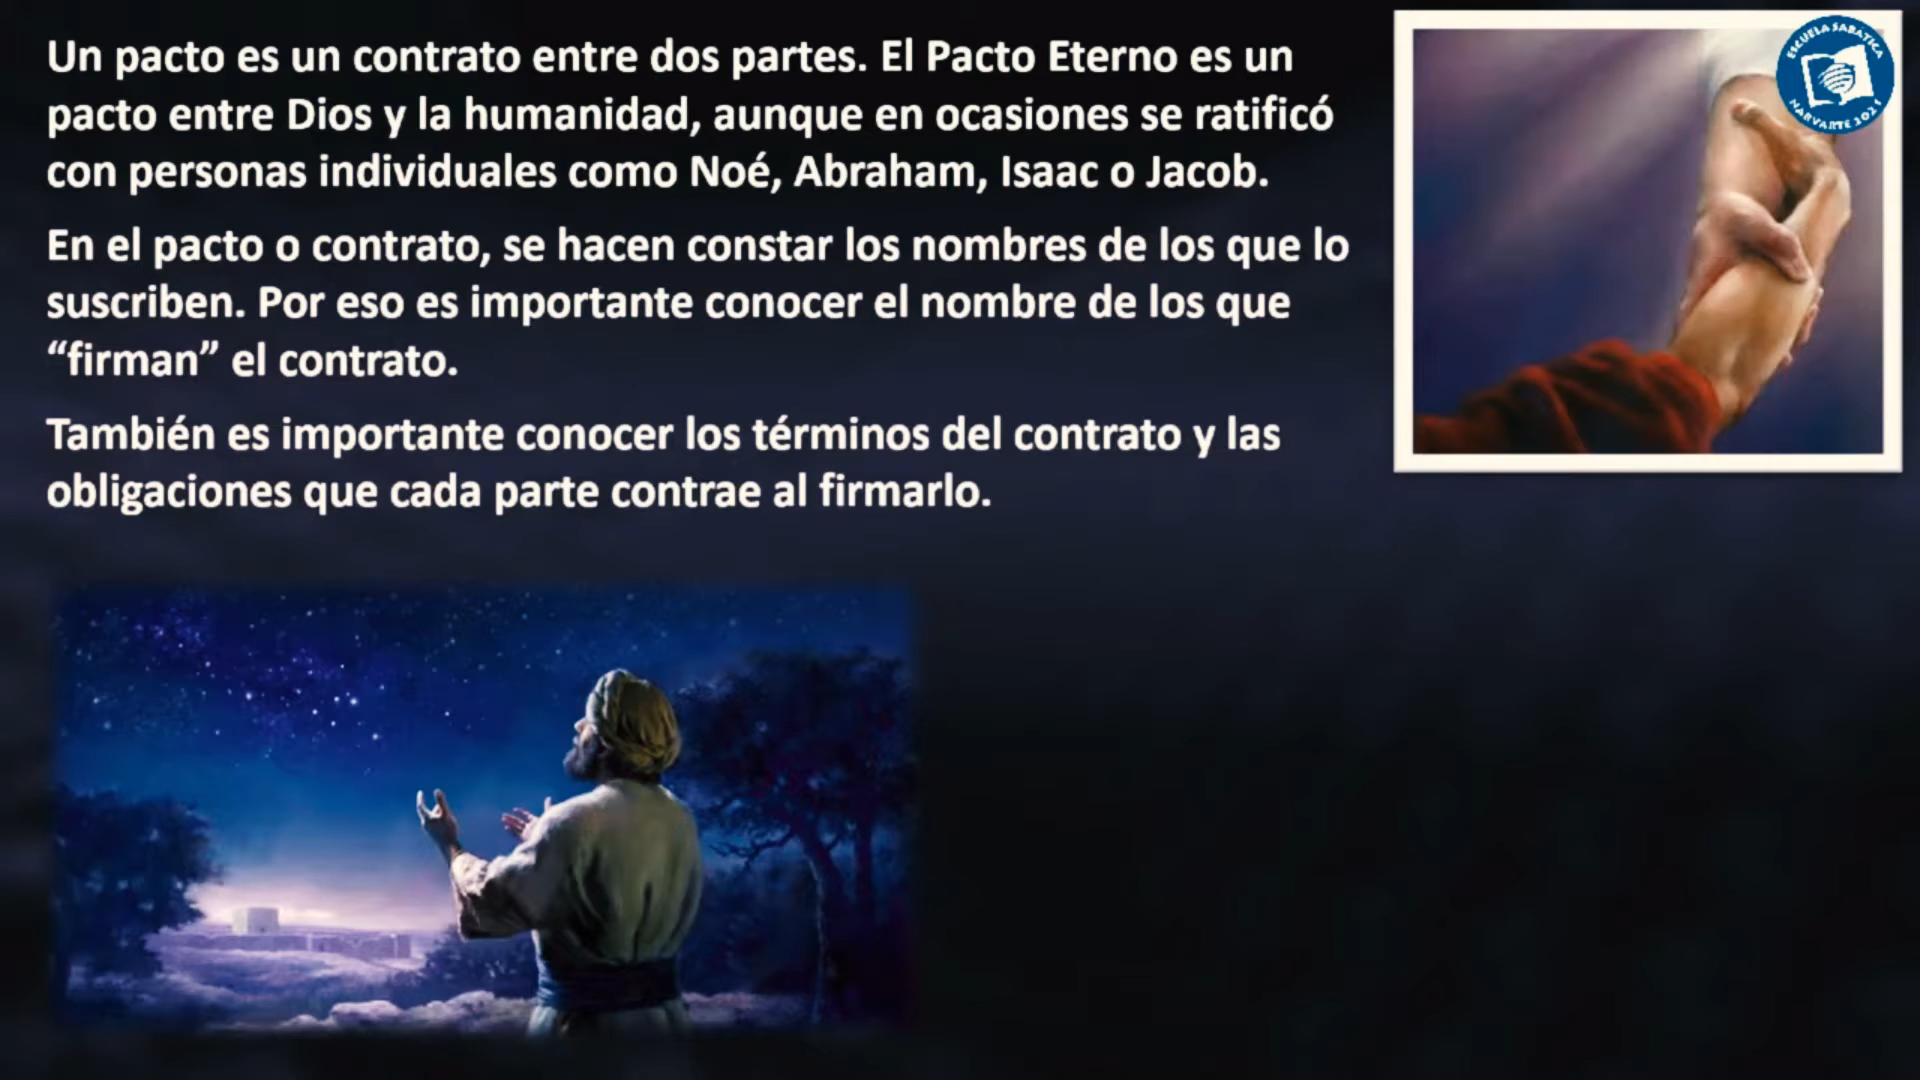 Un pacto es un contrato entre dos partes. El Pacto Eterno es un
pacto entre Dios y la humanidad, aunque en ocasiones se ratificó
con personas individuales como Noé, Abraham, Isaac o Jacob.
En el pacto o contrato, se hacen constar los nombres de los que lo
suscriben. Por eso es importante conocer el nombre de los que
“firman” el contrato.
También es importante conocer los términos del contrato y las
obligaciones que cada parte contrae al firmarlo.
ESCUELA SABATICA
NARVARTE 2021